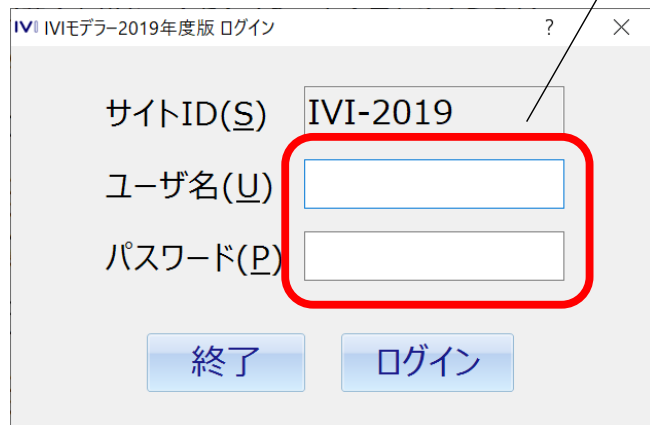 IVI IVIモデラー2019年度版 ログイン ?
サイトID(S) IVI-2019
ユーザ名(U)
パスワード(P)
終了 ログイン